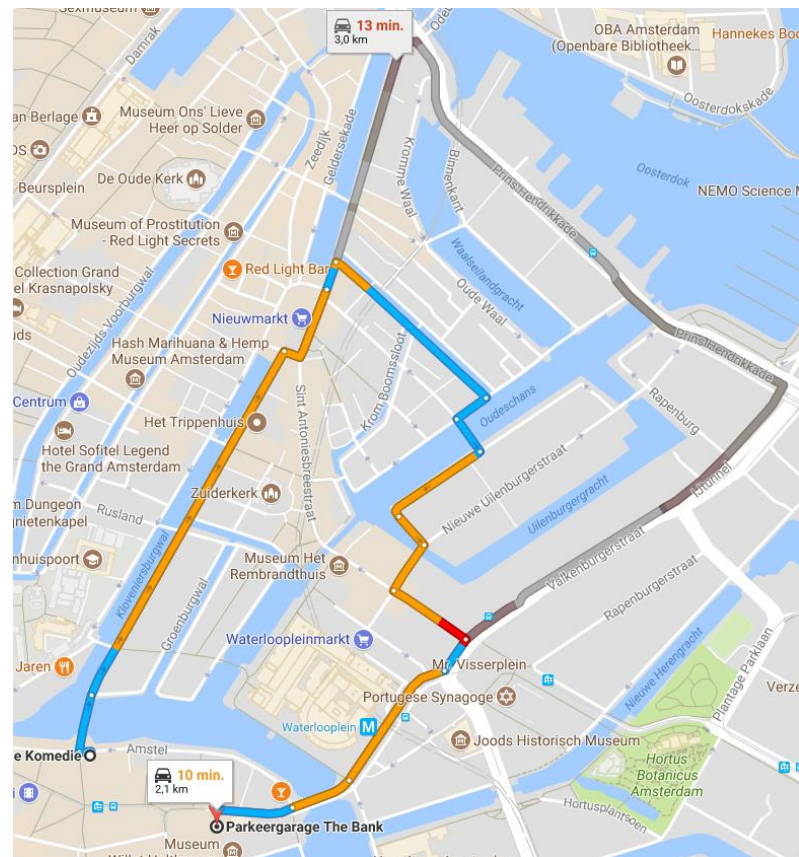 Sexmuseum
Damrak
13 min.
3,0 km
Odeu
OBA Amsterdam
(Openbare Bibliotheek...
Hannekes Boo
Oosterdokskade
an Berlage
Museum Ons' Lieve
Heer op Solder
Zeedijk
Geldersekade
Kromme Waal
Binnenkant
Prins Hendrikkade
Oosterdok
NEMO Science M
DS
Beursplein
De Oude Kerk
Museum of Prostitution
- Red Light Secrets
Waalseilandgracht
Collection Grand
el Krasnapolsky
Red Light Bar
Oude Waal
Oudezijds Voorburgwal
uds
Nieuwmarkt
Hash Marihuana & Hemp
Museum Amsterdam
Krom Boomssloot
Prins Hendrikkade
Centrum
Sint Antoniesbreestraat
Oudeschans
Rapenburg
Het Trippenhuis
Hotel Sofitel Legend
the Grand Amsterdam
Zuiderkerk
Nieuwe Uilenburgerstraat
Uilenburgergracht
IJtunnel
m Dungeon
gnietenkapel
Rusland
nhuispoort
Museum Het
Rembrandthuis
Valkenburgerstraat
Rapenburgerstraat
Kloveniersburgwal
Groenburgwal
Waterloopleinmarkt
Jaren
Mr. Visserplein
Nieuwe Herengracht
Plantage Parklaan
Verze
Portugese Synagoge
Waterlooplein
M
Joods Historisch Museum
e Komedie
Amstel
Hortus
Botanicus
Amsterdam
10 min.
2,1 km
Hortusplantsoen
Parkeergarage The Bank
Museum